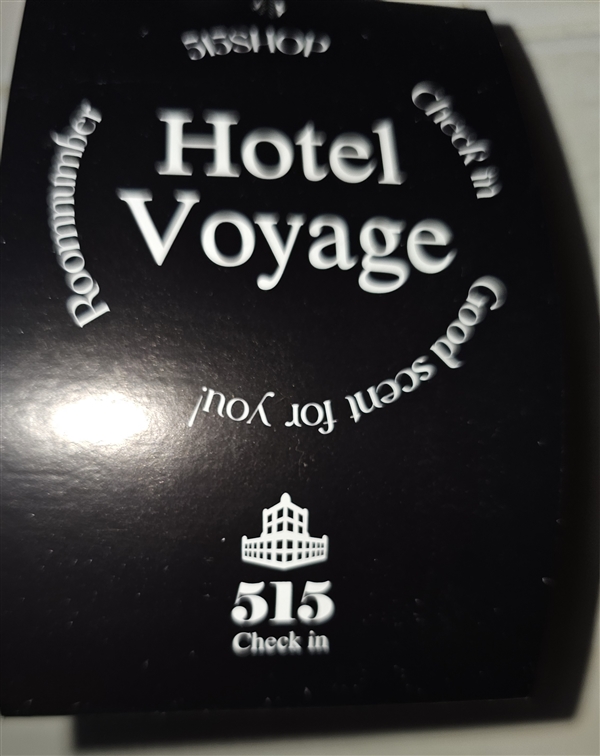 515SHOP
Roomnumber
Check in
Hotel
Voyage
Good scent for you!
515
Check in